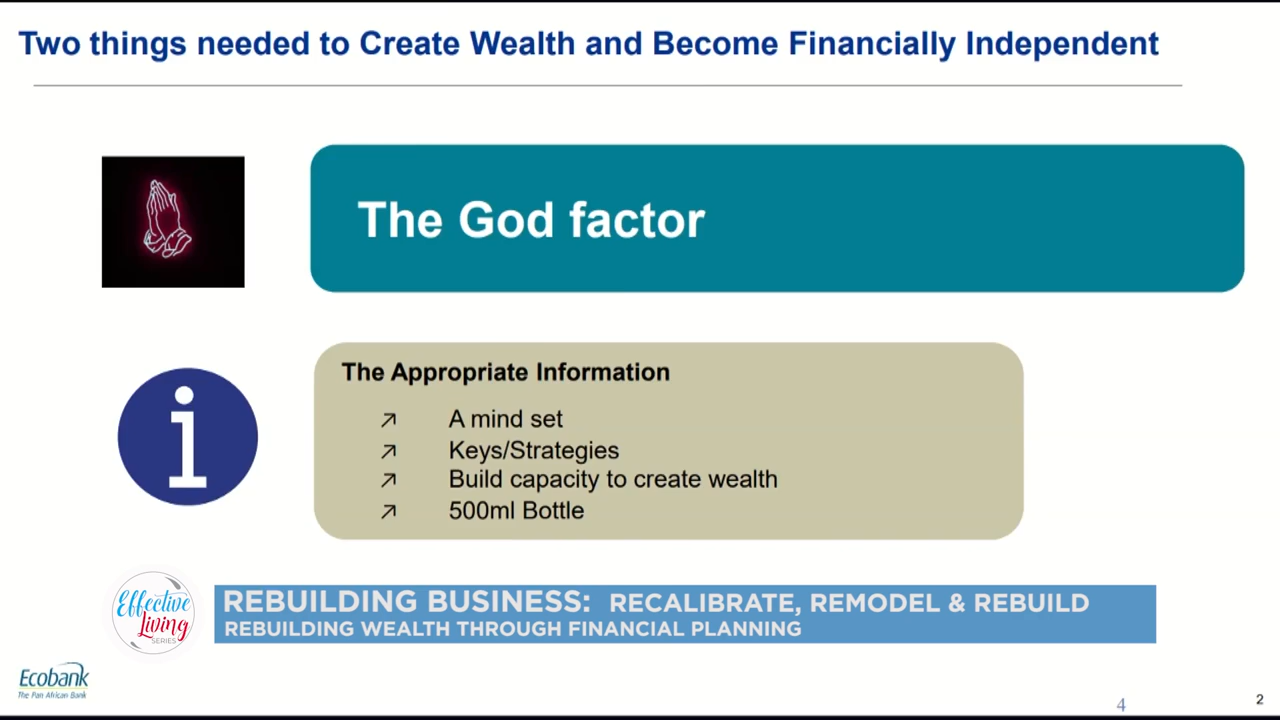 Two things needed to Create Wealth and Become Financially Independent
The God factor
The Appropriate Information
A mind set
Keys/Strategies
Build capacity to create wealth
500ml Bottle
Effective
Living
SERIES
REBUILDING BUSINESS: RECALIBRATE, REMODEL & REBUILD
REBUILDING WEALTH THROUGH FINANCIAL PLANNING
Ecobank
The Pan African Bank
4
2